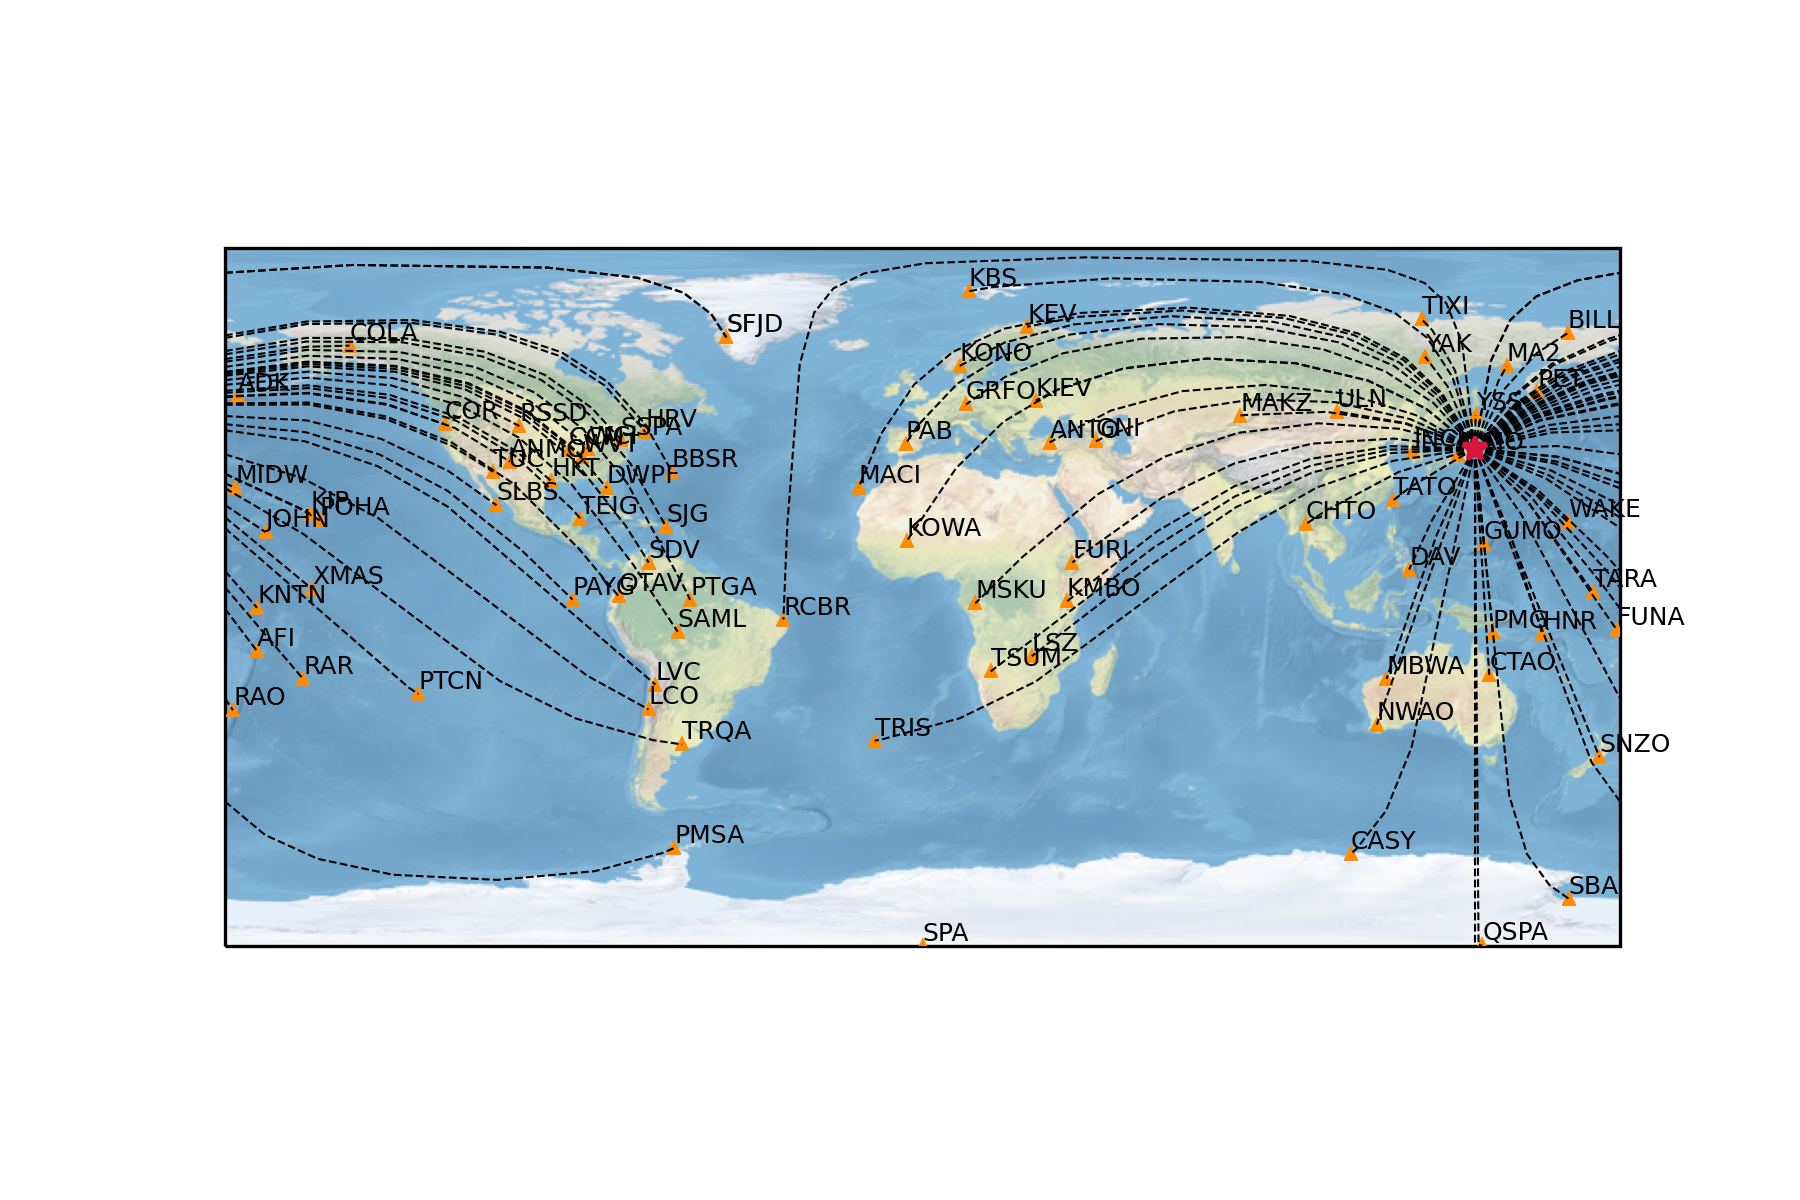 KBS
TIXI
KEV
BILL
SFJD
COLA
YAK
KONO
MA2
PET
ADK
GRFO
KIEV
MAKZ
ULN
YSS
COR
RSSD
HRV
SSPA
PAB
ANTO
GNI
INCN
ANMO
TUC
HKT
DWPF
BBSR
MIDW
MACI
TATO
SLBS
KIP
POHA
TEIG
SJG
CHTO
WAKE
JOHN
KOWA
GUMO
SDV
FURI
DAV
XMAS
KNTN
PAYG
OTAV
PTGA
MSKU
KMBO
TARA
RCBR
SAML
PMG
HNR
FUNA
AFI
RAR
LSZ
TSUM
MBWA
CTAO
LVC
PTCN
RAO
LCO
NWAO
TRQA
TRIS
SNZO
PMSA
CASY
SBA
SPA
QSPA